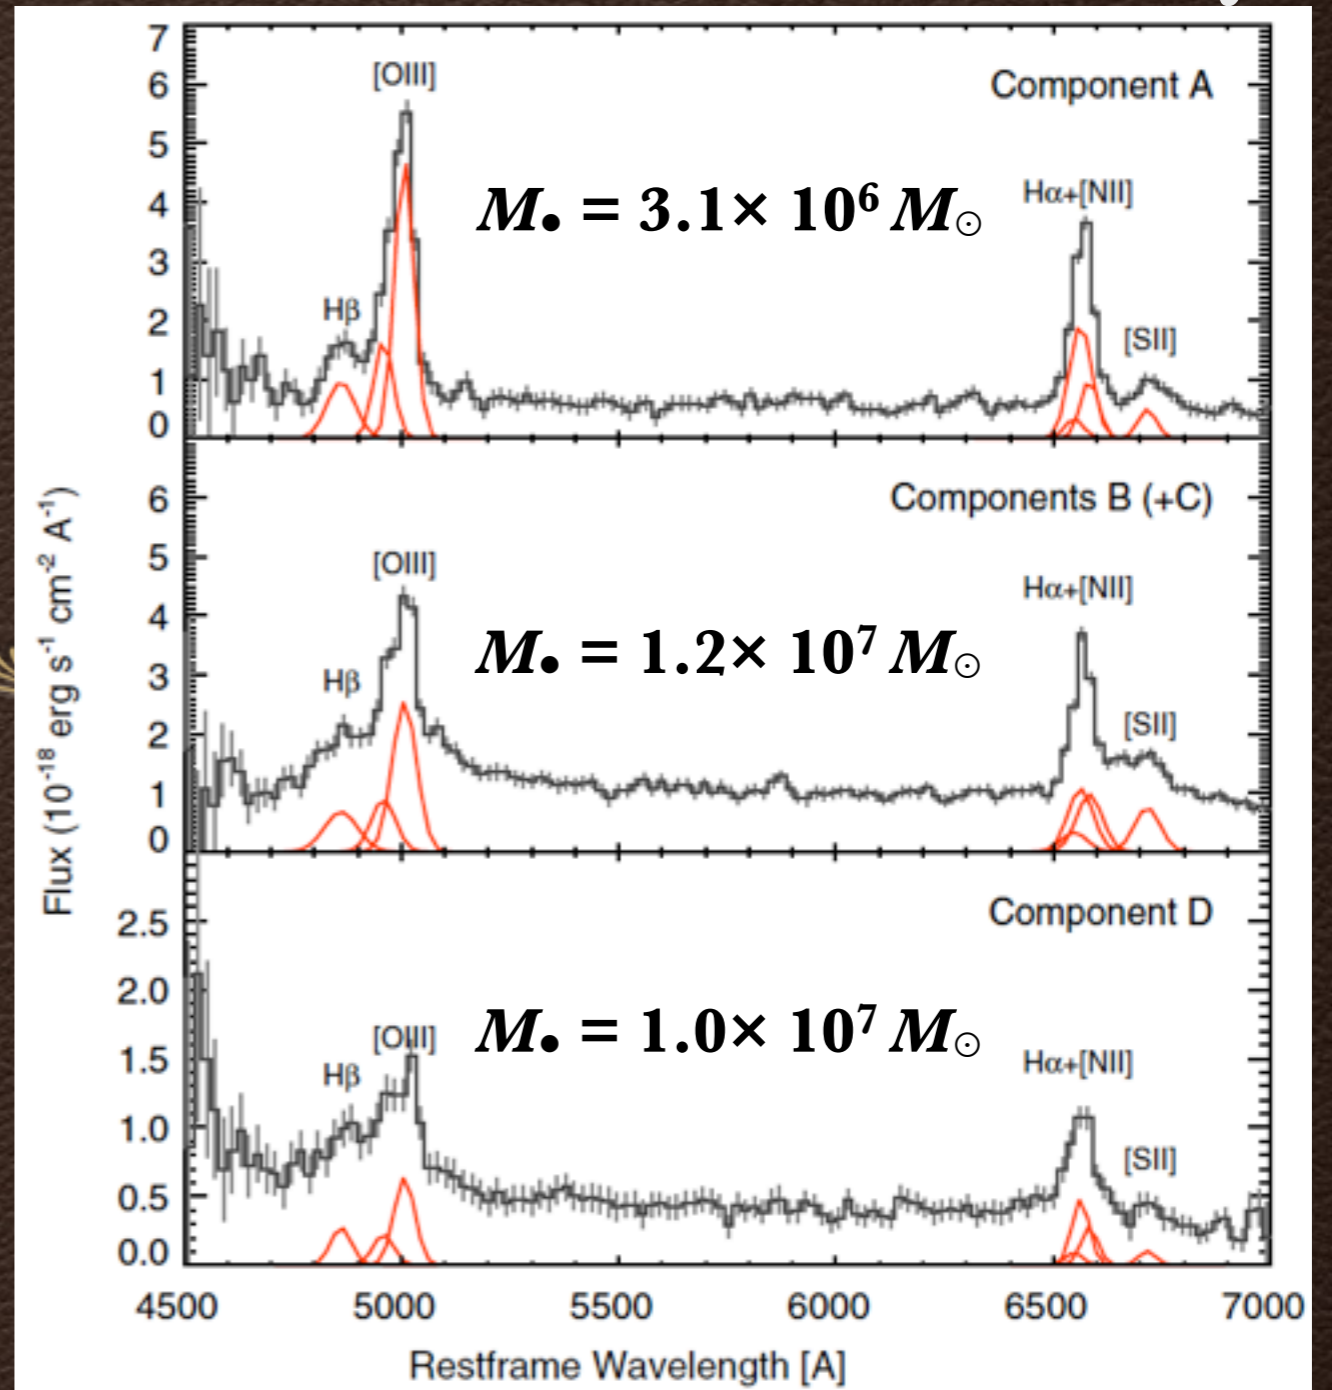 7
6
5
4
3
2
1
0
[OIII]
Component A
M• = 3.1× 10⁶ M☉
Hα+[NII]
Hβ
[SII]
6
5
4
3
2
1
0
Components B (+C)
[OIII]
Hα+[NII]
M• = 1.2× 10⁷ M☉
Hβ
[SII]
2.5
2.0
1.5
1.0
0.5
0.0
Component D
M• = 1.0× 10⁷ M☉
[OIII]
Hα+[NII]
Hβ
[SII]
Flux (10⁻¹⁸ erg s⁻¹ cm⁻² A⁻¹)
4500 5000 5500 6000 6500 7000
Restframe Wavelength [A]